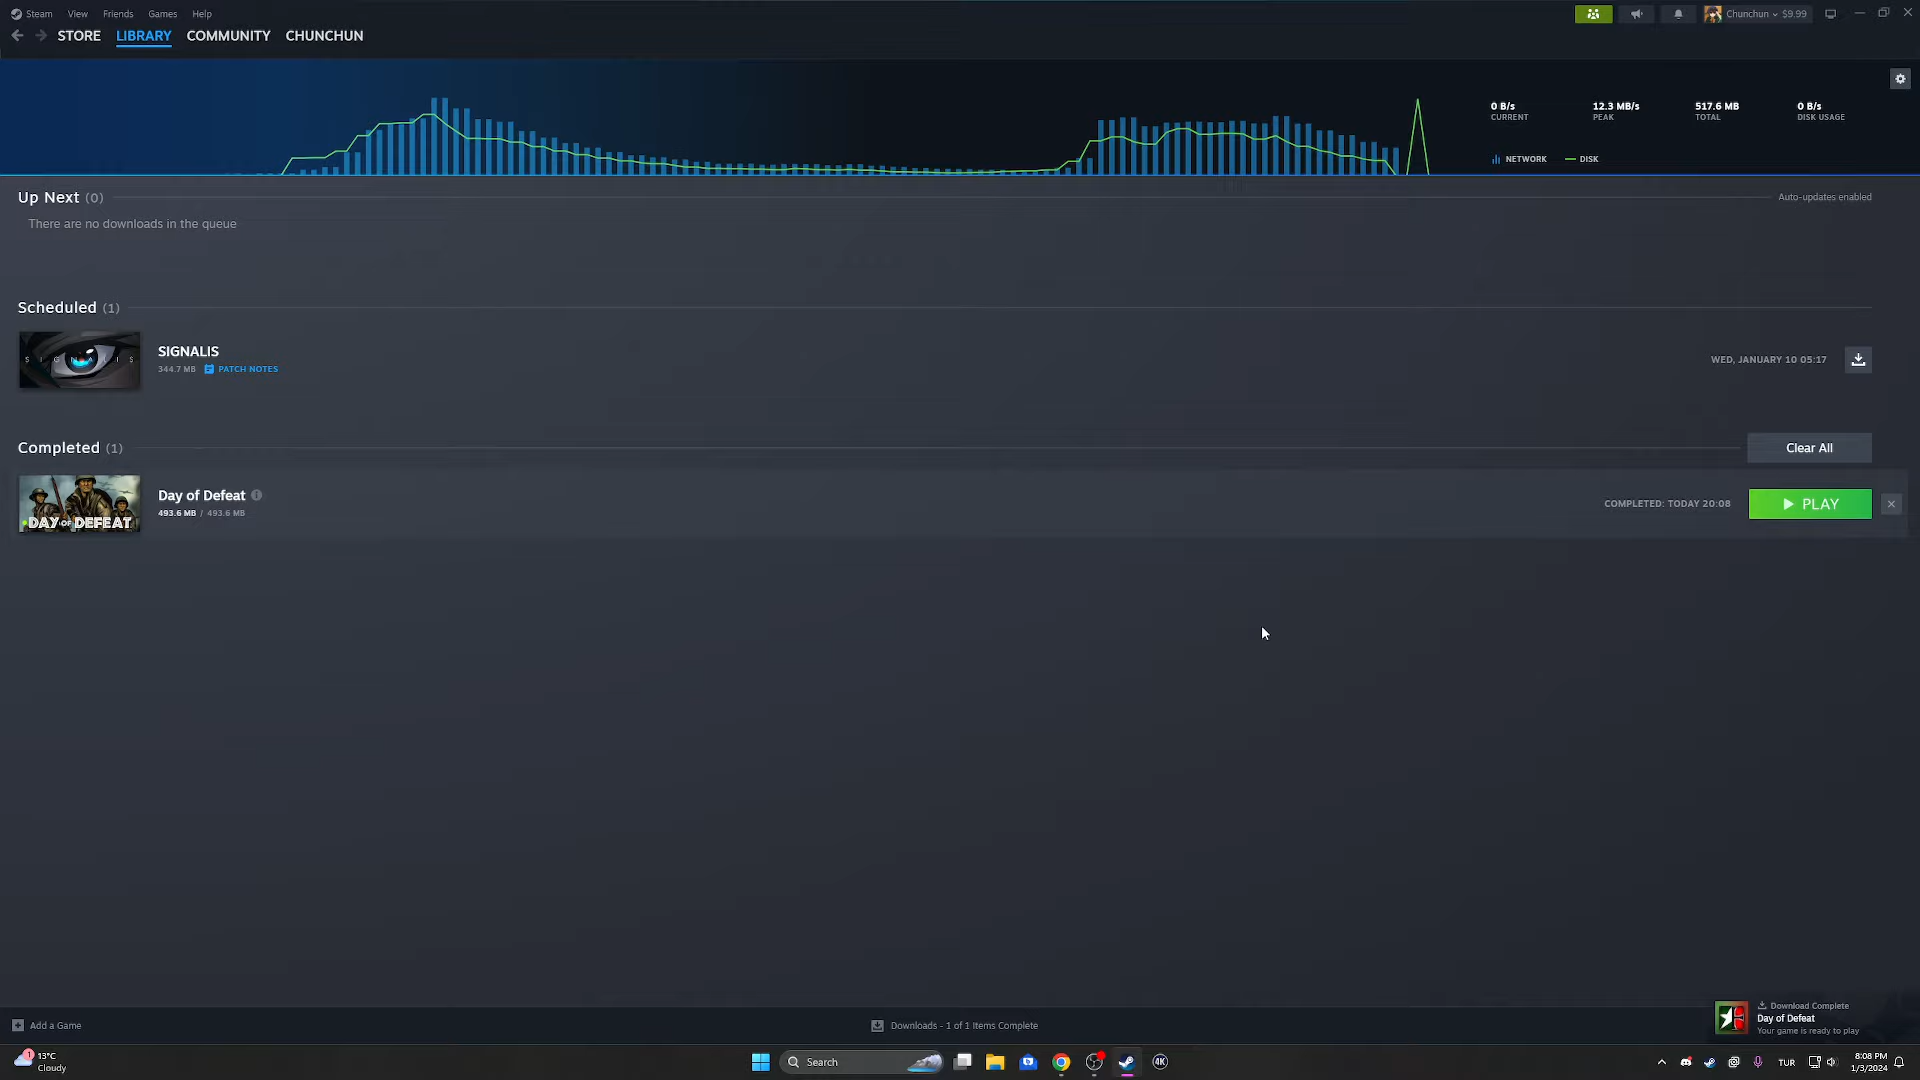 Steam View Friends Games Help
Chunchun $9.99
STORE LIBRARY COMMUNITY CHUNCHUN
0 B/s 12.3 MB/s 517.6 MB 0 B/s
CURRENT PEAK TOTAL DISK USAGE
NETWORK DISK
Up Next (0)
Auto-updates enabled
There are no downloads in the queue
Scheduled (1)
SIGNALIS
SIGNALIS
344.7 MB PATCH NOTES
WED, JANUARY 10 05:17
Completed (1)
Clear All
DAY OF DEFEAT
Day of Defeat
493.6 MB / 493.6 MB
COMPLETED: TODAY 20:08
PLAY
Add a Game
Downloads - 1 of 1 Items Complete
Download Complete
Day of Defeat
Your game is ready to play
1
13°C
Cloudy
Search
4K
TUR
8:08 PM
1/3/2024